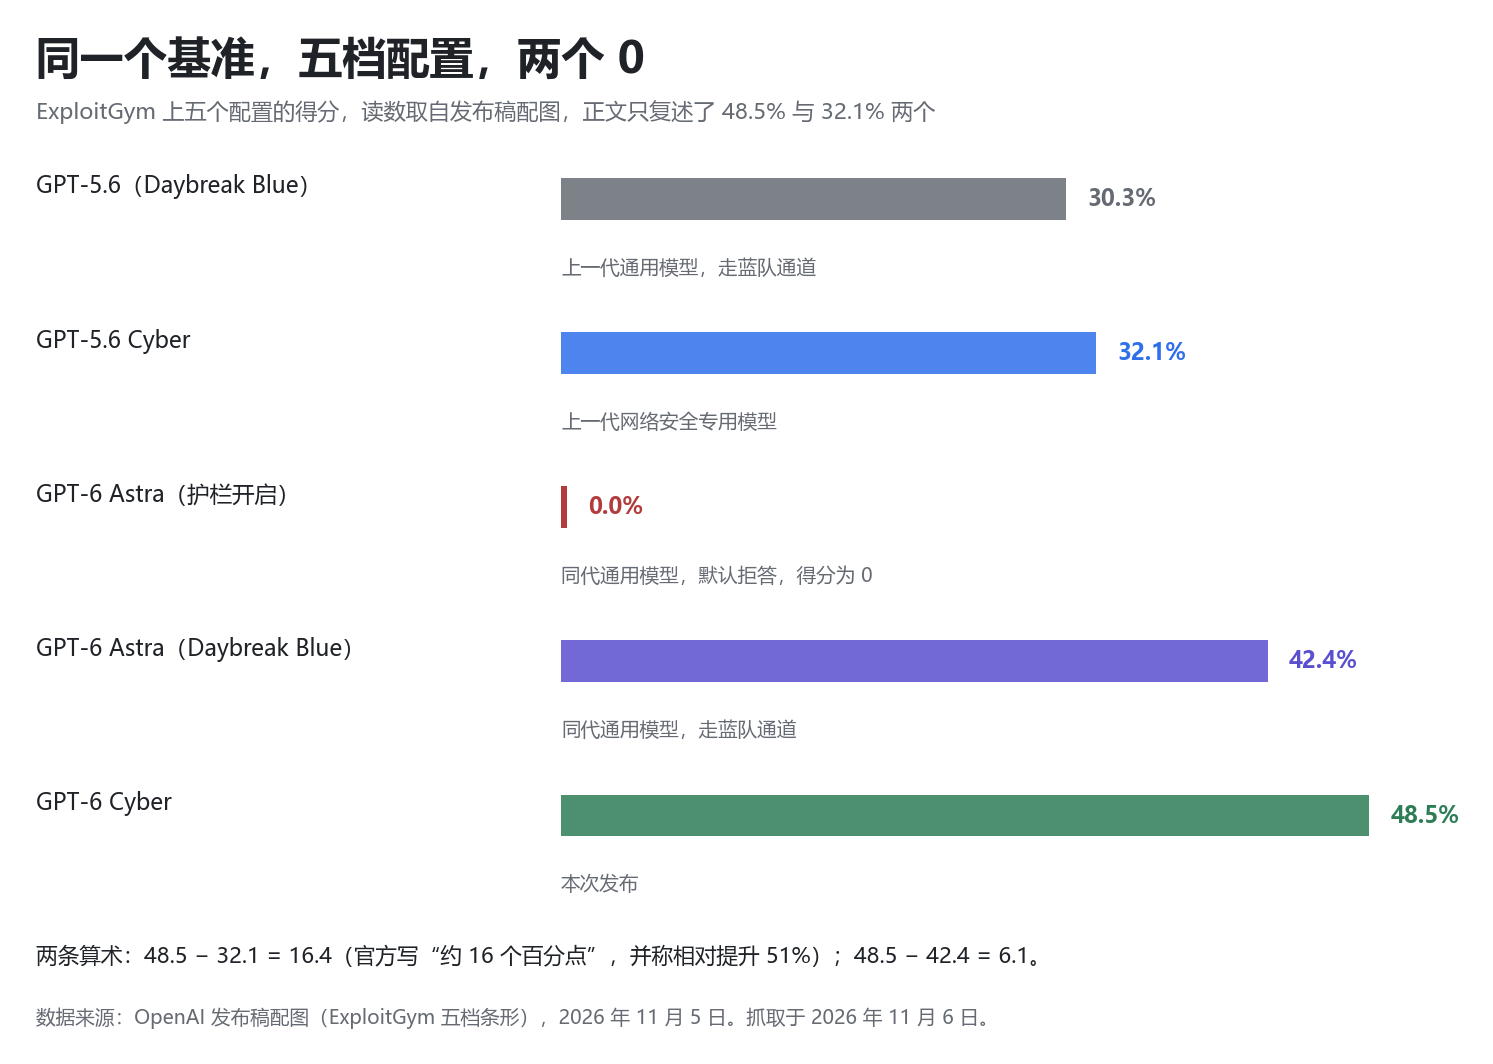 同一个基准，五档配置，两个 0
ExploitGym 上五个配置的得分，读数取自发布稿配图，正文只复述了 48.5% 与 32.1% 两个
GPT-5.6（Daybreak Blue）
30.3%
上一代通用模型，走蓝队通道
GPT-5.6 Cyber
32.1%
上一代网络安全专用模型
GPT-6 Astra（护栏开启）
0.0%
同代通用模型，默认拒答，得分为 0
GPT-6 Astra（Daybreak Blue）
42.4%
同代通用模型，走蓝队通道
GPT-6 Cyber
48.5%
本次发布
两条算术：48.5 − 32.1 = 16.4（官方写“约 16 个百分点”，并称相对提升 51%）；48.5 − 42.4 = 6.1。
数据来源：OpenAI 发布稿配图（ExploitGym 五档条形），2026 年 11 月 5 日。抓取于 2026 年 11 月 6 日。